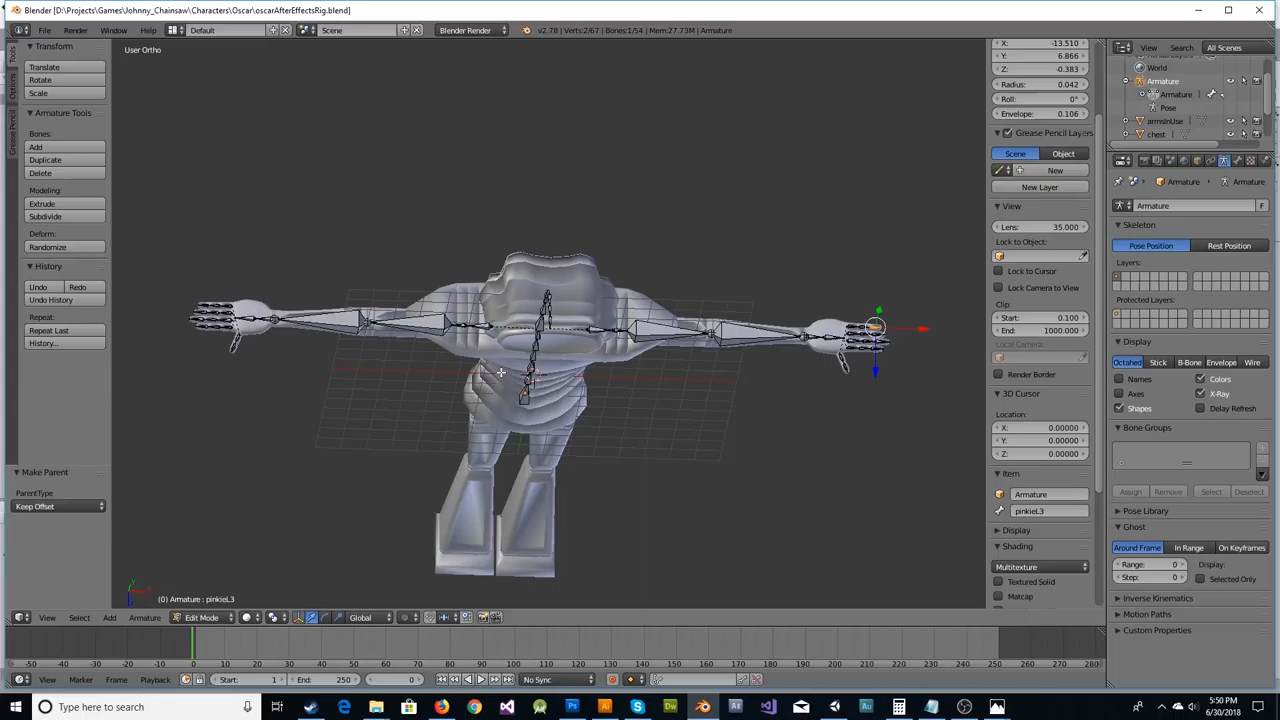 Blender [D:\Projects\Games\Johnny_Chainsaw\Characters\Oscar\oscarAfterEffectsRig.blend]
File Render Window Help Default Scene Blender Render v2.78 | Verts:2/67 | Bones:1/54 | Mem:27.73M | Armature
Tools
Options
Grease Pencil
Transform
Translate
Rotate
Scale
Armature Tools
Bones:
Add
Duplicate
Delete
Modeling:
Extrude
Subdivide
Deform:
Randomize
History
Undo Redo
Undo History
Repeat:
Repeat Last
History...
Make Parent
ParentType
Keep Offset
User Ortho
(0) Armature : pinkieL3
X: -13.510
Y: 6.866
Z: -0.383
Radius: 0.042
Roll: 0°
Envelope: 0.106
Grease Pencil Layers
Scene Object
New
New Layer
View
Lens: 35.000
Lock to Object:
Lock to Cursor
Lock Camera to View
Clip:
Start: 0.100
End: 1000.000
Local Camera:
Render Border
3D Cursor
Location:
X: 0.00000
Y: 0.00000
Z: 0.00000
Item
Armature
pinkieL3
Display
Shading
Multitexture
Textured Solid
Matcap
View Search All Scenes
World
Armature
Armature
Pose
armsInUse
chest
Armature Armature
Armature F
Skeleton
Pose Position Rest Position
Layers:
Protected Layers:
Display
Octahed Stick B-Bone Envelope Wire
Names Colors
Axes X-Ray
Shapes Delay Refresh
Bone Groups
Assign Remove Select Deselect
Pose Library
Ghost
Around Frame In Range On Keyframes
Range: 0 Display:
Step: 0 Selected Only
Inverse Kinematics
Motion Paths
Custom Properties
View Select Add Armature Edit Mode Global
-50 -40 -30 -20 -10 0 10 20 30 40 50 60 70 80 90 100 110 120 130 140 150 160 170 180 190 200 210 220 230 240 250 260 270 280
View Marker Frame Playback Start: 1 End: 250 0 No Sync
Type here to search
5:50 PM
6/30/2018